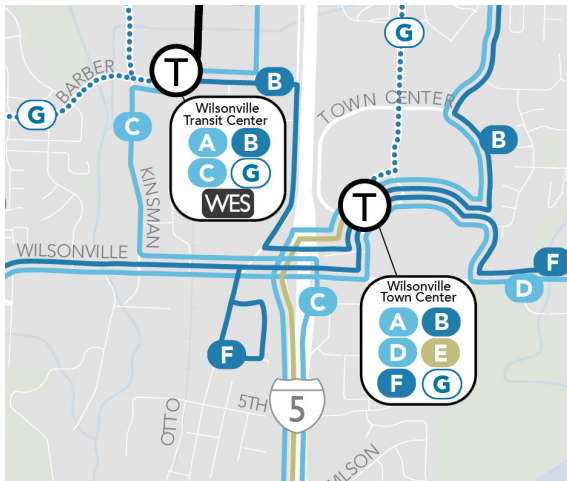 G
BARBER
T
B
G
C
Wilsonville
Transit Center
A B
C G
WES
TOWN CENTER
B
KINSMAN
T
WILSONVILLE
F
D
C
Wilsonville
Town Center
A B
D E
F G
F
5TH
5
OTTO
WILSON